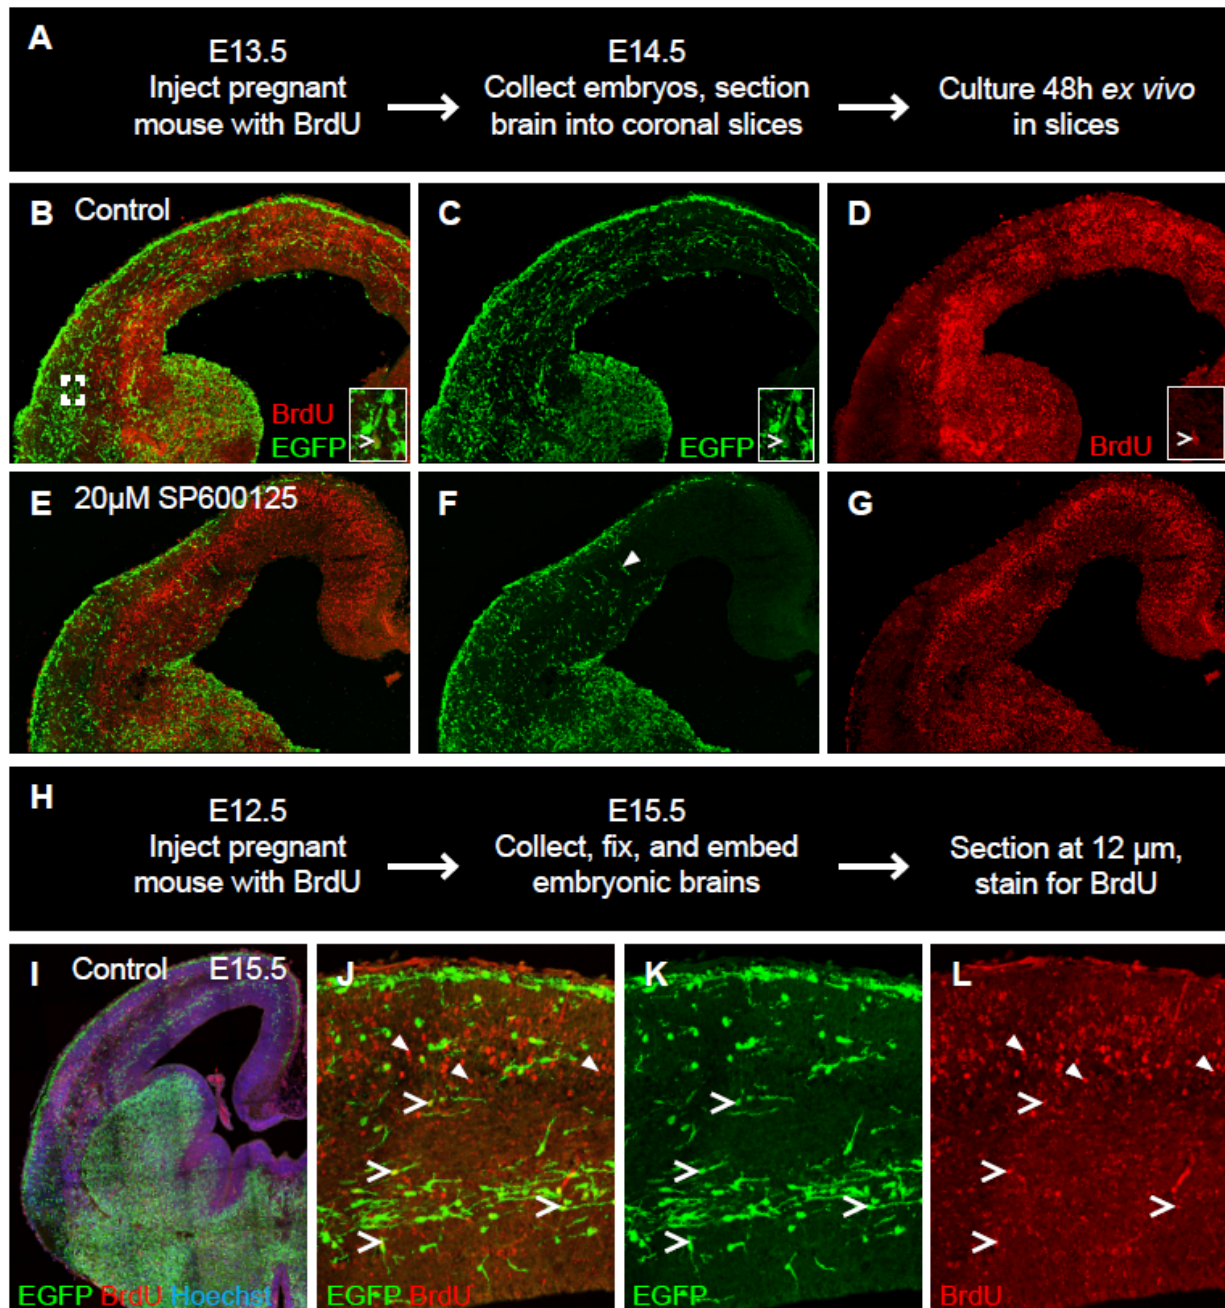 A
E13.5
Inject pregnant
mouse with BrdU
E14.5
Collect embryos, section
brain into coronal slices
Culture 48h ex vivo
in slices
B Control
BrdU
EGFP
C
EGFP
D
BrdU
E 20µM SP600125
F
G
H
E12.5
Inject pregnant
mouse with BrdU
E15.5
Collect, fix, and embed
embryonic brains
Section at 12 µm,
stain for BrdU
I Control E15.5
EGFP BrdU Hoechst
J
EGFP BrdU
K
EGFP
L
BrdU